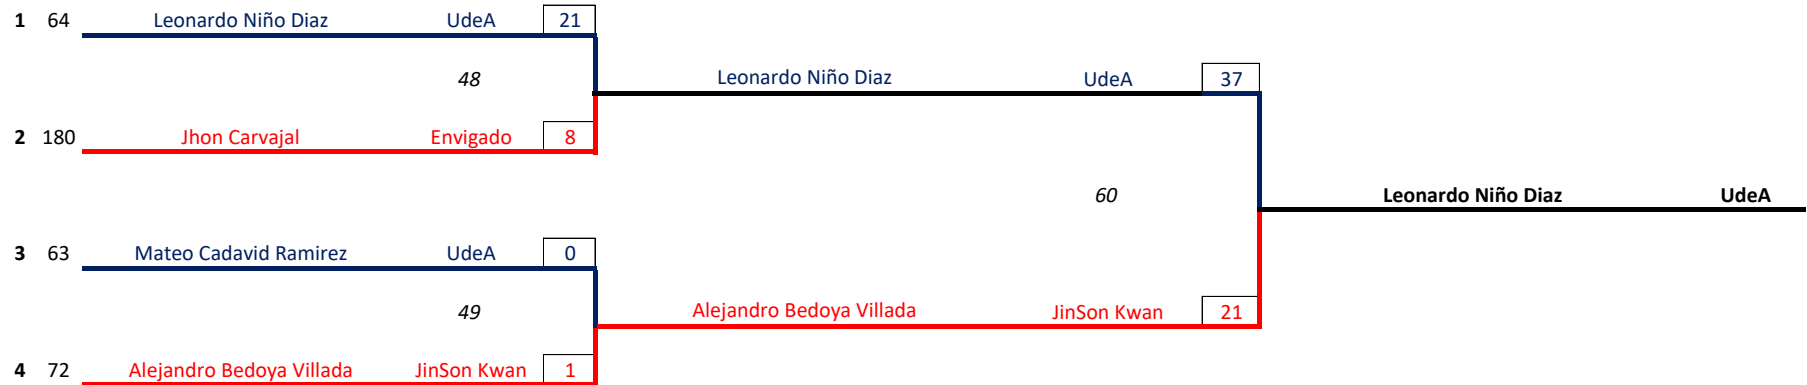 1 64 Leonardo Niño Diaz UdeA 21
48 Leonardo Niño Diaz UdeA 37
2 180 Jhon Carvajal Envigado 8
60 Leonardo Niño Diaz UdeA
3 63 Mateo Cadavid Ramirez UdeA 0
49 Alejandro Bedoya Villada JinSon Kwan 21
4 72 Alejandro Bedoya Villada JinSon Kwan 1